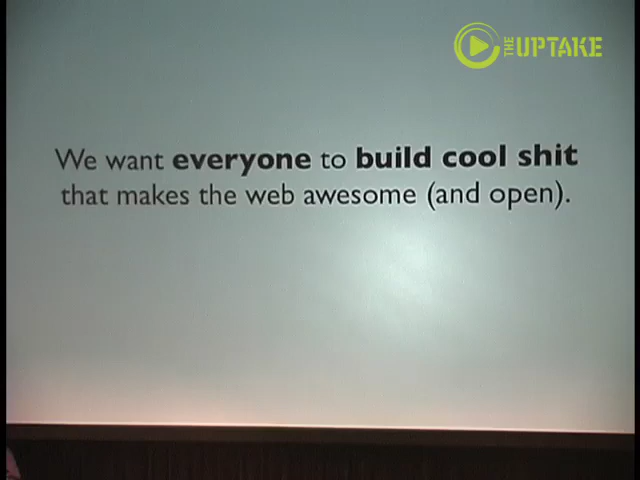 THE UPTAKE
We want everyone to build cool shit
that makes the web awesome (and open).